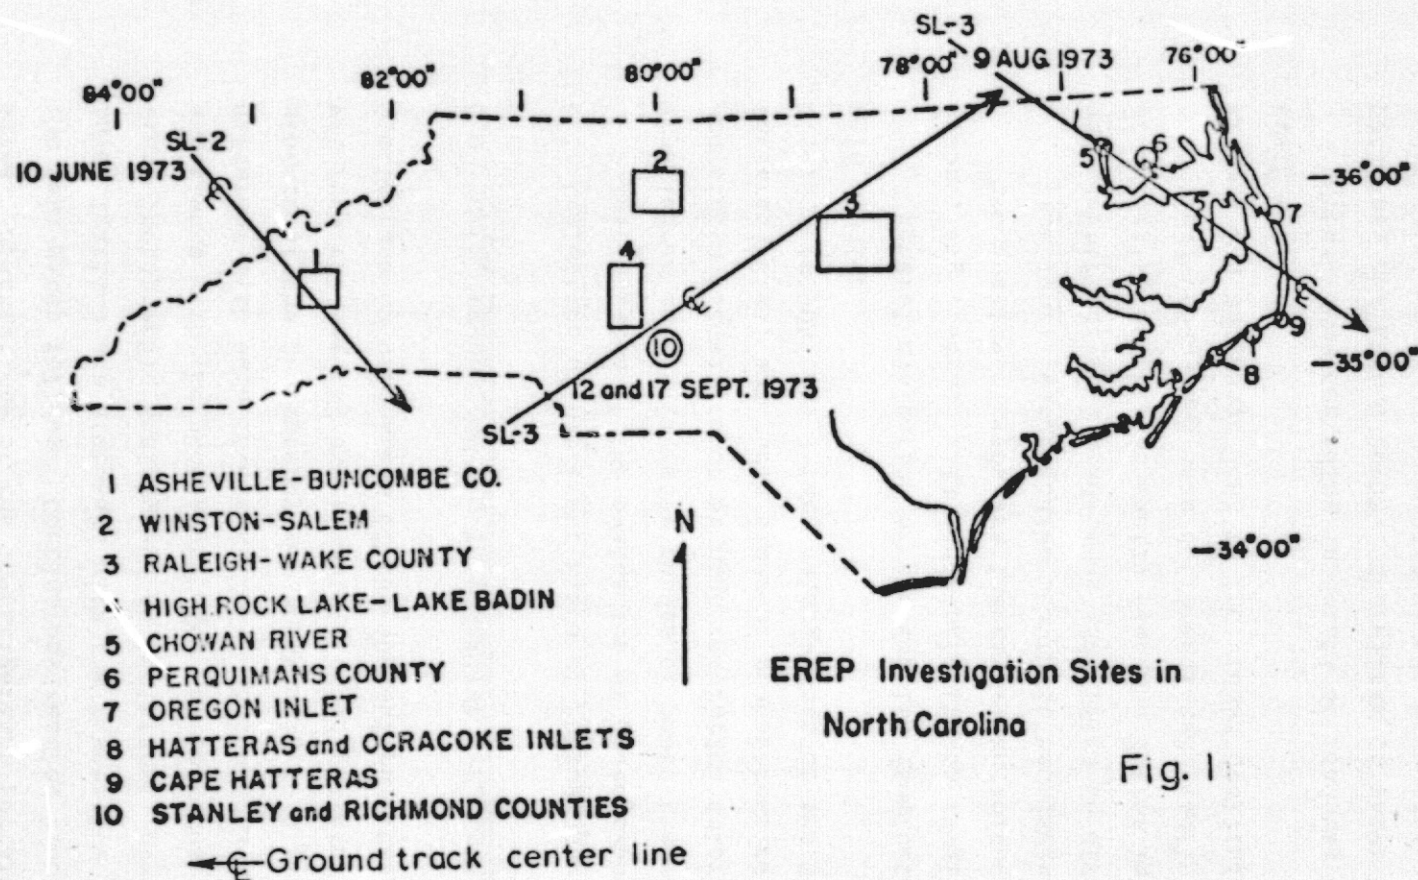 SL-3
84°00"
82°00"
80°00"
78°00"
9 AUG 1973
76°00"
SL-2
10 JUNE 1973
5
6
2
-36°00"
3
7
1
4
10
9
8
-35°00"
12 and 17 SEPT. 1973
SL-3
1 ASHEVILLE-BUNCOMBE CO.
2 WINSTON-SALEM
3 RALEIGH-WAKE COUNTY
4 HIGH ROCK LAKE-LAKE BADIN
5 CHOWAN RIVER
6 PERQUIMANS COUNTY
7 OREGON INLET
8 HATTERAS and OCRACOKE INLETS
9 CAPE HATTERAS
10 STANLEY and RICHMOND COUNTIES
℄ Ground track center line
N
-34°00"
EREP Investigation Sites in
North Carolina
Fig. 1